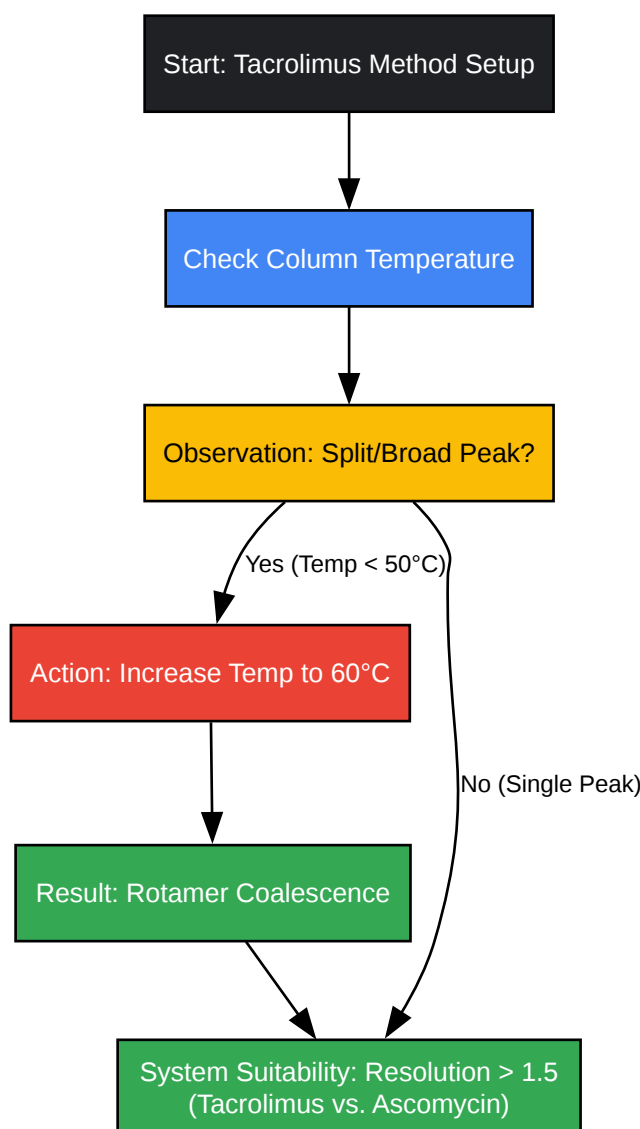 Start: Tacrolimus Method Setup
Check Column Temperature
Observation: Split/Broad Peak?
Yes (Temp < 50°C)
Action: Increase Temp to 60°C
No (Single Peak)
Result: Rotamer Coalescence
System Suitability: Resolution > 1.5
(Tacrolimus vs. Ascomycin)